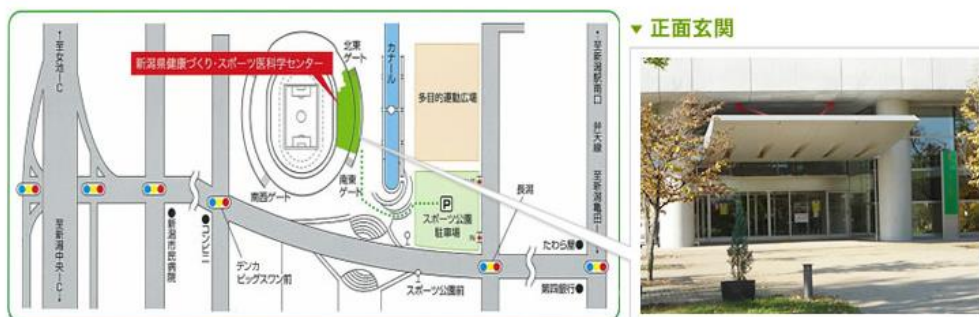 ▼ 正面玄関
新潟県健康づくり・スポーツ医科学センター
北東
ゲート
カナール
多目的運動広場
南東
ゲート
南西ゲート
P
スポーツ公園
駐車場
長潟
IN
←至女池IC
至新潟中央IC→
●新潟市民病院
●コンビニ
デンカ
ビッグスワン前
スポーツ公園前
たわら屋●
第四銀行●
←至新潟駅南口
弁天線
至新潟亀田IC→